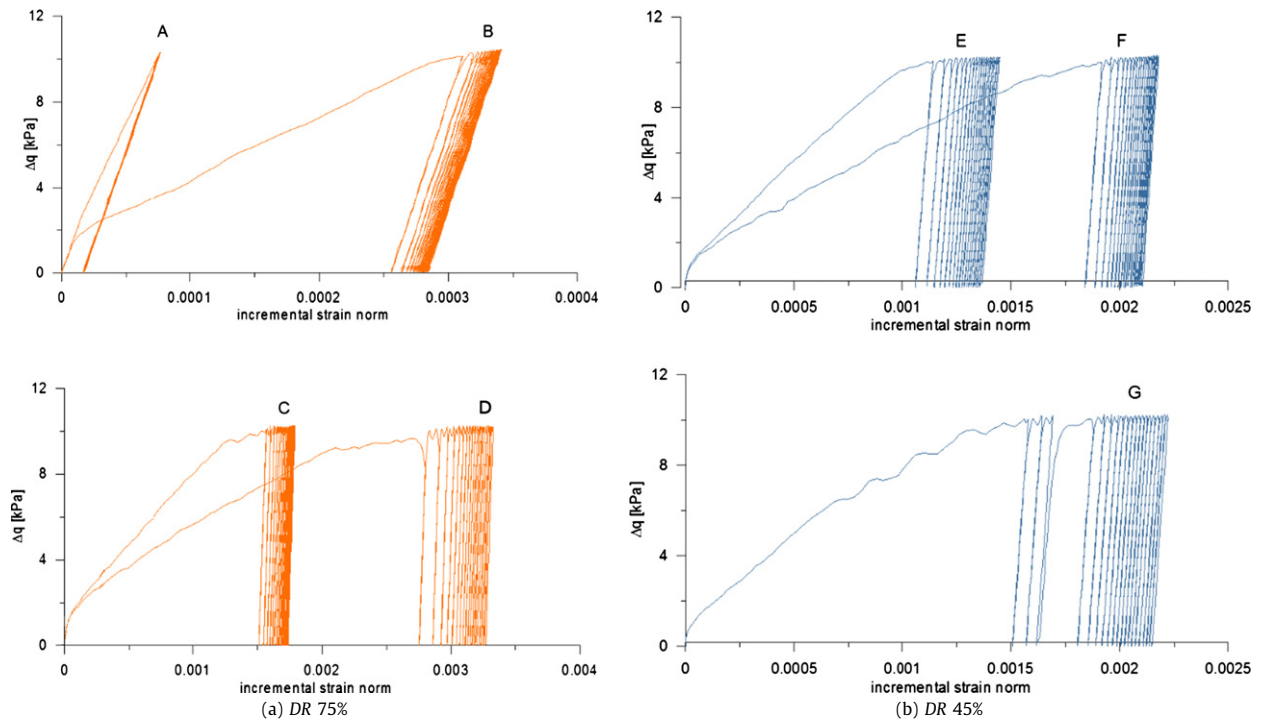 12
A
B
8
Δq [kPa]
4
0
0 0.0001 0.0002 0.0003 0.0004
incremental strain norm
12
E
F
8
Δq [kPa]
4
0
0 0.0005 0.001 0.0015 0.002 0.0025
incremental strain norm
12
C
D
8
Δq [kPa]
4
0
0 0.001 0.002 0.003 0.004
incremental strain norm
(a) DR 75%
12
G
8
Δq [kPa]
4
0
0 0.0005 0.001 0.0015 0.002 0.0025
incremental strain norm
(b) DR 45%